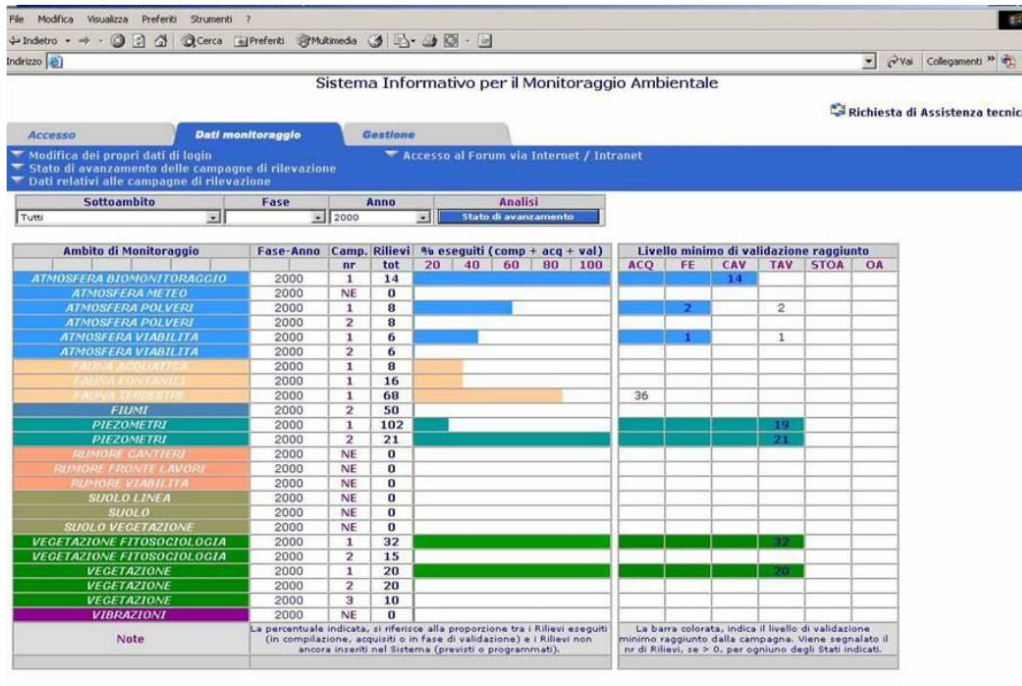 File Modifica Visualizza Preferiti Strumenti ?
Indietro Cerca Preferiti Multimedia
Indirizzo Vai Collegamenti »
Sistema Informativo per il Monitoraggio Ambientale
Richiesta di Assistenza tecnic
Accesso Dati monitoraggio Gestione
Modifica dei propri dati di login Accesso al Forum via Internet / Intranet
Stato di avanzamento delle campagne di rilevazione
Dati relativi alle campagne di rilevazione
Sottoambito Fase Anno Analisi
Tutti 2000 Stato di avanzamento
Ambito di Monitoraggio Fase-Anno Camp. Rilievi % eseguiti (comp + acq + val) Livello minimo di validazione raggiunto
nr tot 20 40 60 80 100 ACQ FE CAV TAV STOA OA
ATMOSFERA BIOMONITORAGGIO 2000 1 14 14
ATMOSFERA METEO 2000 NE 0
ATMOSFERA POLVERI 2000 1 8 2 2
ATMOSFERA POLVERI 2000 2 8
ATMOSFERA VIABILITA 2000 1 6 1 1
ATMOSFERA VIABILITA 2000 2 6
FAUNA ACQUATICA 2000 1 8
FAUNA FONTANILI 2000 1 16
FAUNA TERRESTRE 2000 1 68 36
FIUMI 2000 2 50
PIEZOMETRI 2000 1 102 19
PIEZOMETRI 2000 2 21 21
RUMORE CANTIERI 2000 NE 0
RUMORE FRONTE LAVORI 2000 NE 0
RUMORE VIABILITA 2000 NE 0
SUOLO LINEA 2000 NE 0
SUOLO 2000 NE 0
SUOLO VEGETAZIONE 2000 NE 0
VEGETAZIONE FITOSOCIOLOGIA 2000 1 32 32
VEGETAZIONE FITOSOCIOLOGIA 2000 2 15
VEGETAZIONE 2000 1 20 20
VEGETAZIONE 2000 2 20
VEGETAZIONE 2000 3 10
VIBRAZIONI 2000 NE 0
Note
La percentuale indicata, si riferisce alla proporzione tra i Rilievi eseguiti
(in compilazione, acquisiti o in fase di validazione) e i Rilievi non
ancora inseriti nel Sistema (previsti o programmati).
La barra colorata, indica il livello di validazione
minimo raggiunto dalla campagna. Viene segnalato il
nr di Rilievi, se > 0, per ogniuno degli Stati indicati.